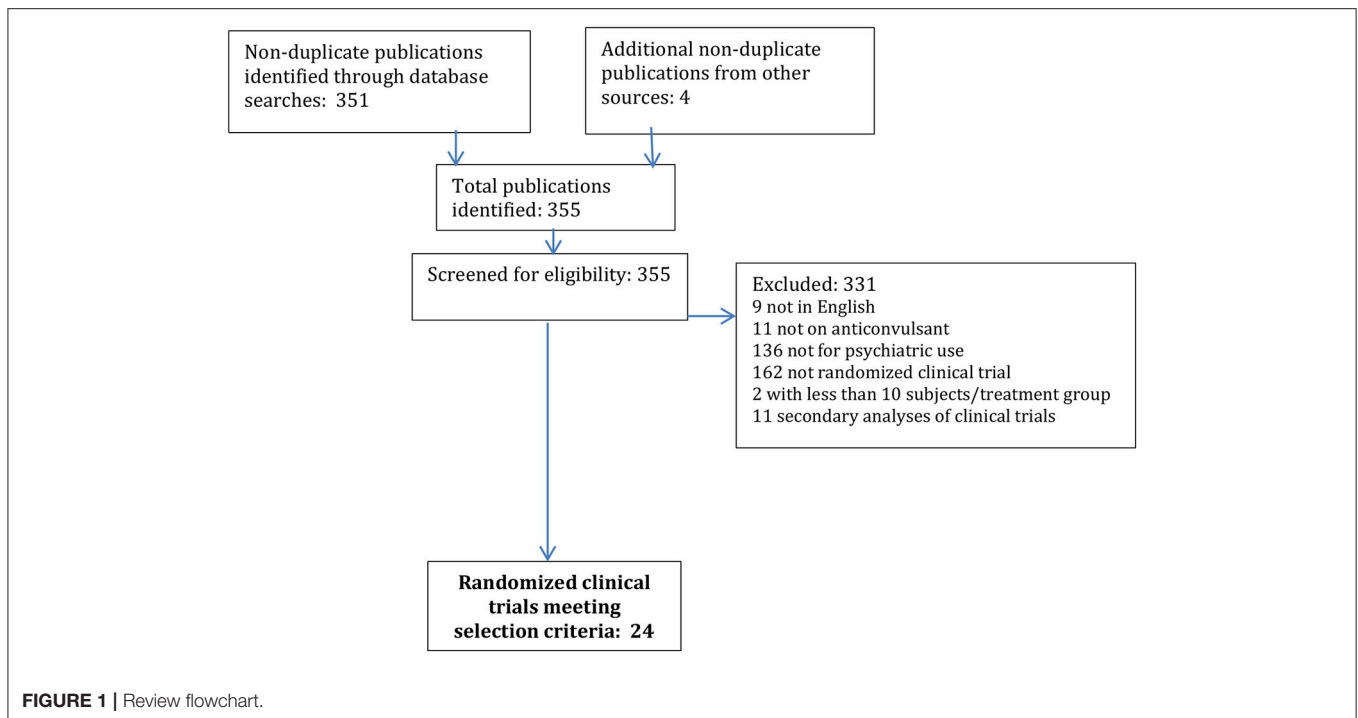 Non-duplicate publications
identified through database
searches: 351
Additional non-duplicate
publications from other
sources: 4
Total publications
identified: 355
Screened for eligibility: 355
Excluded: 331
9 not in English
11 not on anticonvulsant
136 not for psychiatric use
162 not randomized clinical trial
2 with less than 10 subjects/treatment group
11 secondary analyses of clinical trials
Randomized clinical
trials meeting
selection criteria: 24
FIGURE 1 | Review flowchart.